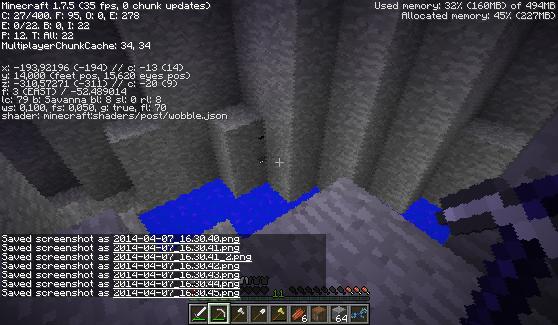 Minecraft 1.7.5 (35 fps, 0 chunk updates)
C: 27/400. F: 95, O: 0, E: 278
E: 0/22. B: 0, I: 22
P: 12. T: All: 22
MultiplayerChunkCache: 34, 34
x: -193,92196 (-194) // c: -13 (14)
y: 14,000 (feet pos, 15,620 eyes pos)
z: -310,57271 (-311) // c: -20 (9)
f: 3 (EAST) / -52.489014
lc: 79 b: Savanna bl: 8 sl: 0 rl: 8
ws: 0,100, fs: 0,050, g: true, fl: 70
shader: minecraft:shaders/post/wobble.json
Used memory: 32% (160MB) of 494MB
Allocated memory: 45% (227MB)
Saved screenshot as 2014-04-07_16.30.40.png
Saved screenshot as 2014-04-07_16.30.41.png
Saved screenshot as 2014-04-07_16.30.41_2.png
Saved screenshot as 2014-04-07_16.30.42.png
Saved screenshot as 2014-04-07_16.30.43.png
Saved screenshot as 2014-04-07_16.30.44.png
Saved screenshot as 2014-04-07_16.30.45.png
11
6
64